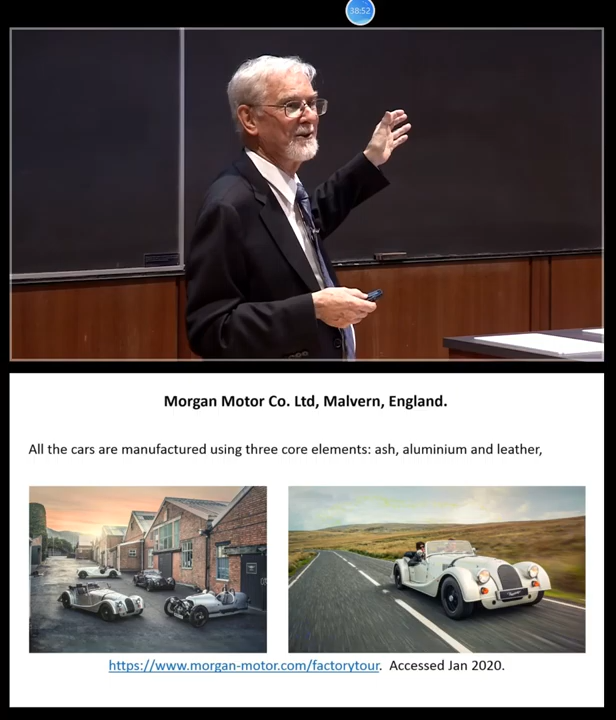 38:52
Morgan Motor Co. Ltd, Malvern, England.
All the cars are manufactured using three core elements: ash, aluminium and leather,
https://www.morgan-motor.com/factorytour. Accessed Jan 2020.